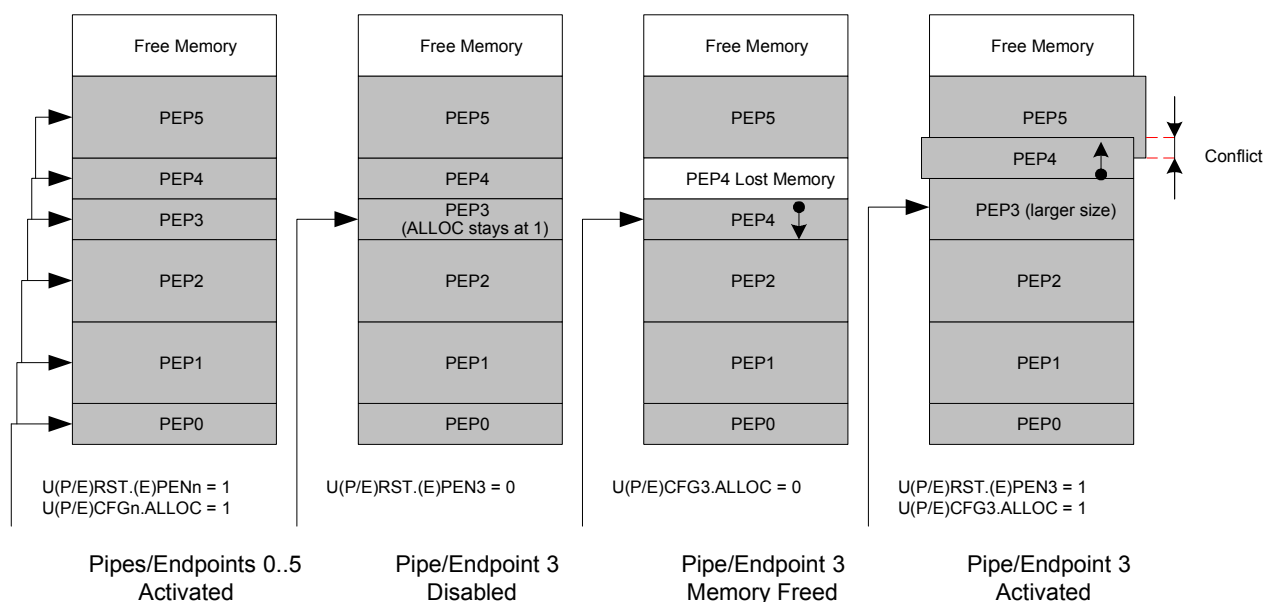 Free Memory
PEP5
PEP4
PEP3
PEP2
PEP1
PEP0
U(P/E)RST.(E)PENn = 1
U(P/E)CFGn.ALLOC = 1
Pipes/Endpoints 0..5
Activated
Free Memory
PEP5
PEP4
PEP3
(ALLOC stays at 1)
PEP2
PEP1
PEP0
U(P/E)RST.(E)PEN3 = 0
Pipe/Endpoint 3
Disabled
Free Memory
PEP5
PEP4 Lost Memory
PEP4
PEP2
PEP1
PEP0
U(P/E)CFG3.ALLOC = 0
Pipe/Endpoint 3
Memory Freed
Free Memory
PEP5
PEP4
Conflict
PEP3 (larger size)
PEP2
PEP1
PEP0
U(P/E)RST.(E)PEN3 = 1
U(P/E)CFG3.ALLOC = 1
Pipe/Endpoint 3
Activated